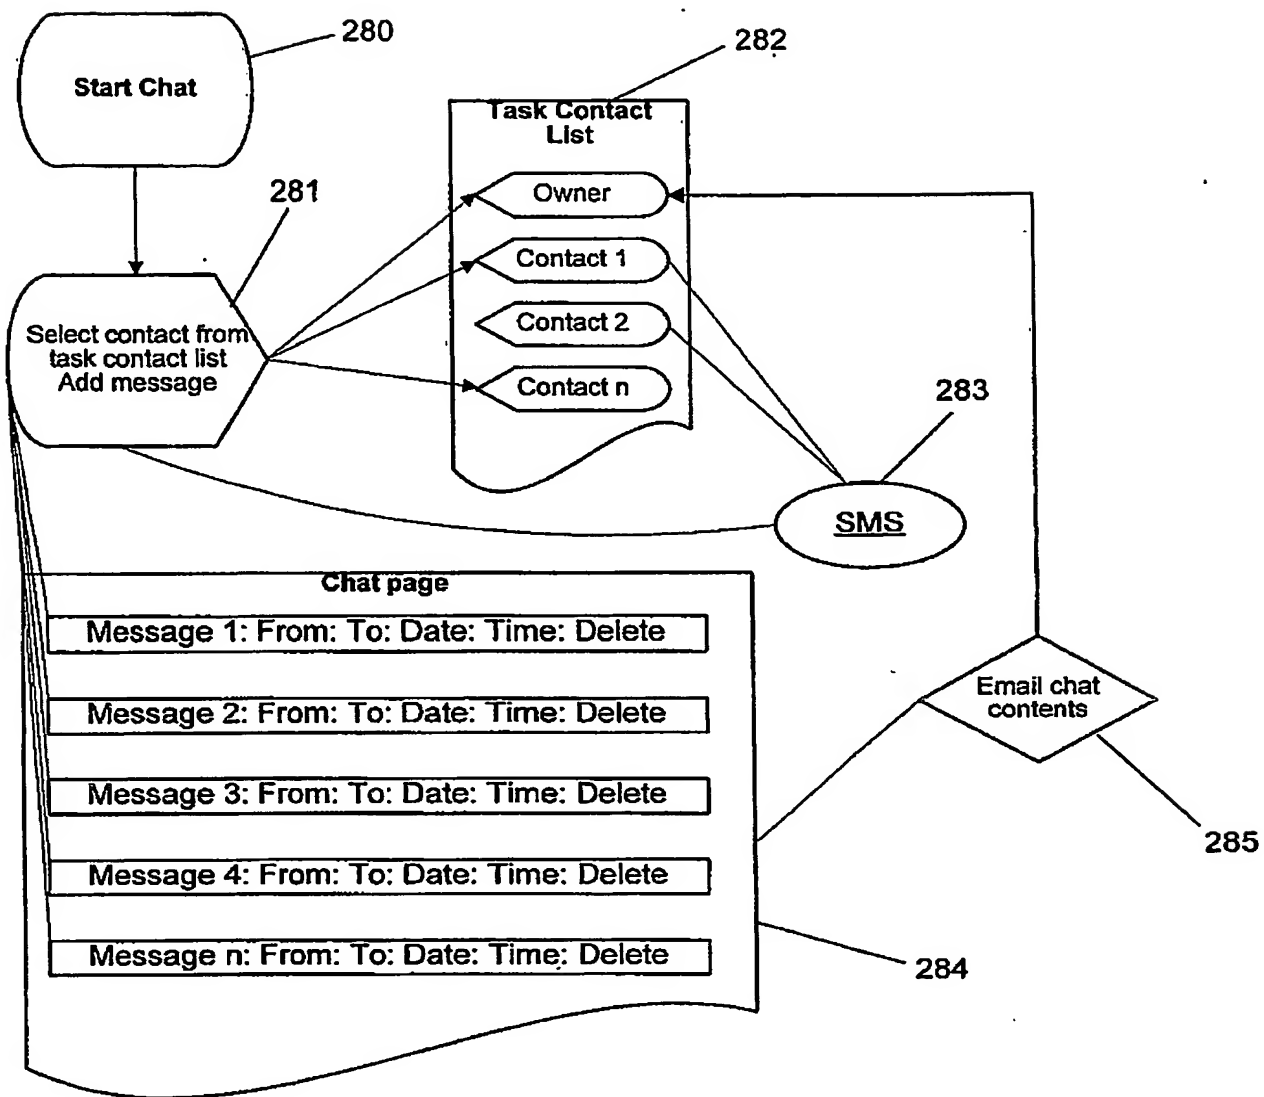 280
Start Chat
282
Task Contact
List
281
Owner
Contact 1
Select contact from
task contact list
Add message
Contact 2
Contact n
283
SMS
Chat page
Message 1: From: To: Date: Time: Delete
Message 2: From: To: Date: Time: Delete
Email chat
contents
Message 3: From: To: Date: Time: Delete
285
Message 4: From: To: Date: Time: Delete
Message n: From: To: Date: Time: Delete
284